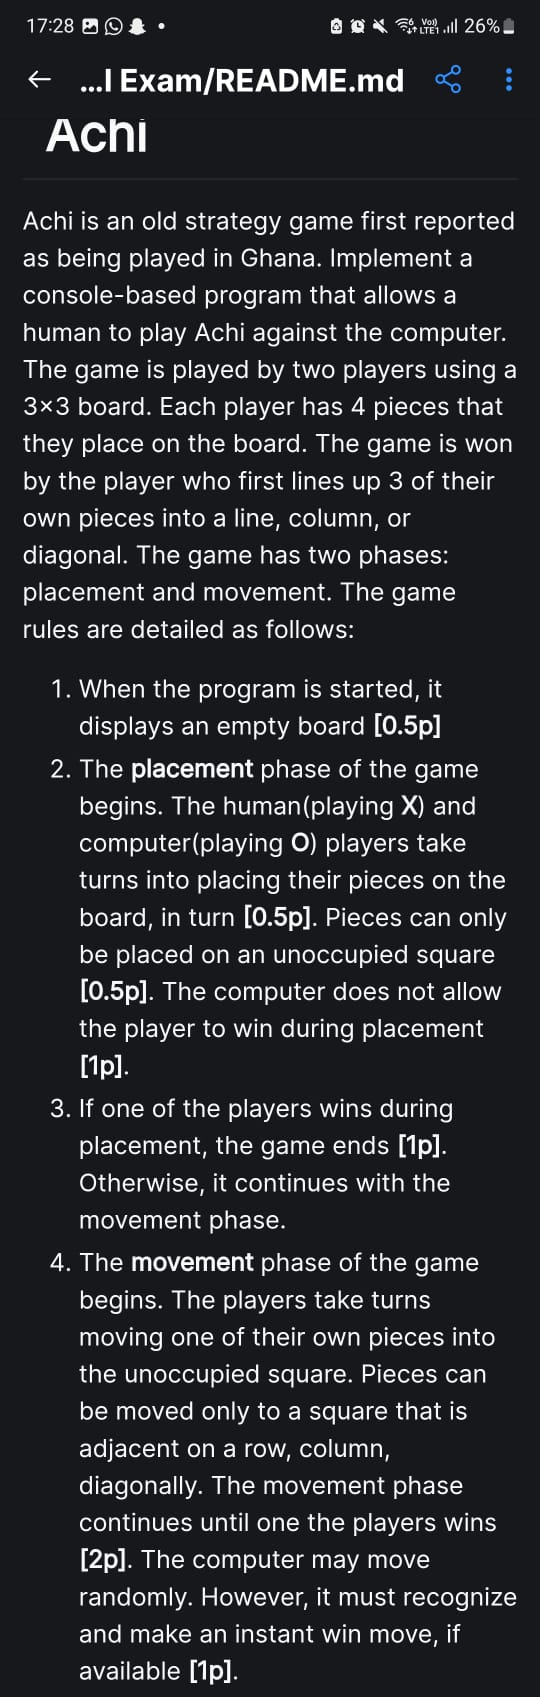 17:28 26%
...l Exam/README.md
Achi
Achi is an old strategy game first reported
as being played in Ghana. Implement a
console-based program that allows a
human to play Achi against the computer.
The game is played by two players using a
3×3 board. Each player has 4 pieces that
they place on the board. The game is won
by the player who first lines up 3 of their
own pieces into a line, column, or
diagonal. The game has two phases:
placement and movement. The game
rules are detailed as follows:
1. When the program is started, it
displays an empty board [0.5p]
2. The placement phase of the game
begins. The human(playing X) and
computer(playing O) players take
turns into placing their pieces on the
board, in turn [0.5p]. Pieces can only
be placed on an unoccupied square
[0.5p]. The computer does not allow
the player to win during placement
[1p].
3. If one of the players wins during
placement, the game ends [1p].
Otherwise, it continues with the
movement phase.
4. The movement phase of the game
begins. The players take turns
moving one of their own pieces into
the unoccupied square. Pieces can
be moved only to a square that is
adjacent on a row, column,
diagonally. The movement phase
continues until one the players wins
[2p]. The computer may move
randomly. However, it must recognize
and make an instant win move, if
available [1p].